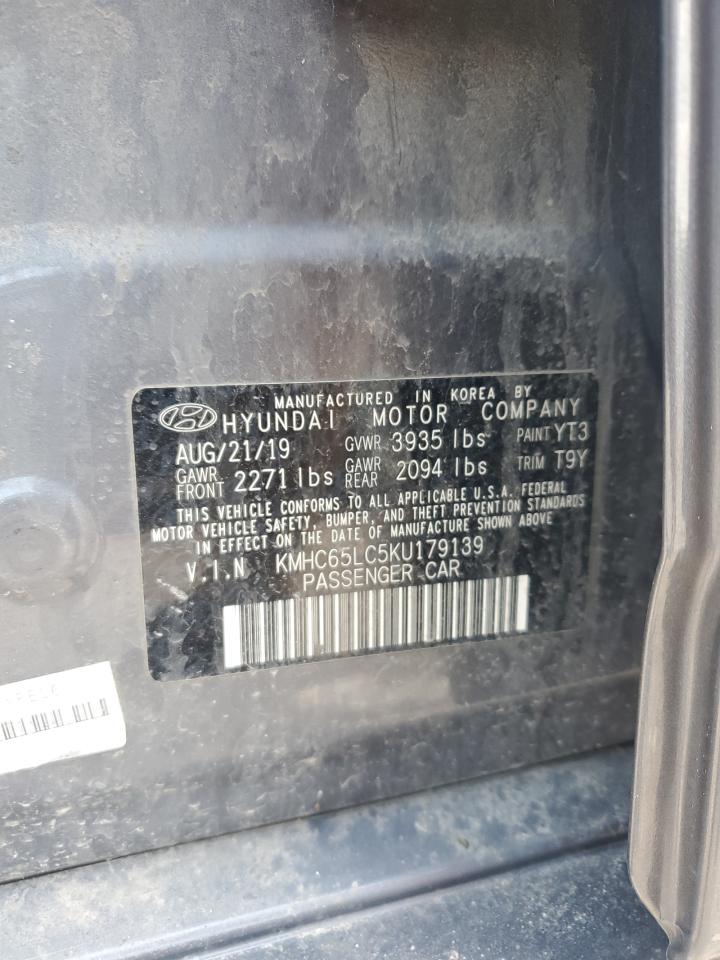 MANUFACTURED IN KOREA BY
HYUNDAI MOTOR COMPANY
AUG/21/19 GVWR 3935 lbs PAINT YT3
GAWR FRONT 2271 lbs GAWR REAR 2094 lbs TRIM T9Y
THIS VEHICLE CONFORMS TO ALL APPLICABLE U.S.A. FEDERAL
MOTOR VEHICLE SAFETY, BUMPER, AND THEFT PREVENTION STANDARDS
IN EFFECT ON THE DATE OF MANUFACTURE SHOWN ABOVE
V.I.N KMHC65LC5KU179139
PASSENGER CAR